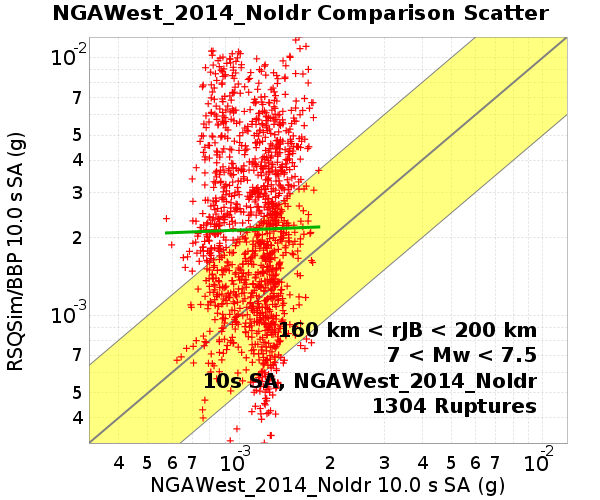 NGAWest_2014_NoIdr Comparison Scatter
RSQSim/BBP 10.0 s SA (g)
10-2
7
5
4
3
2
10-3
7
5
4
160 km < rJB < 200 km
7 < Mw < 7.5
10s SA, NGAWest_2014_NoIdr
1304 Ruptures
4 5 6 7 10-3 2 3 4 5 6 7 10-2
NGAWest_2014_NoIdr 10.0 s SA (g)